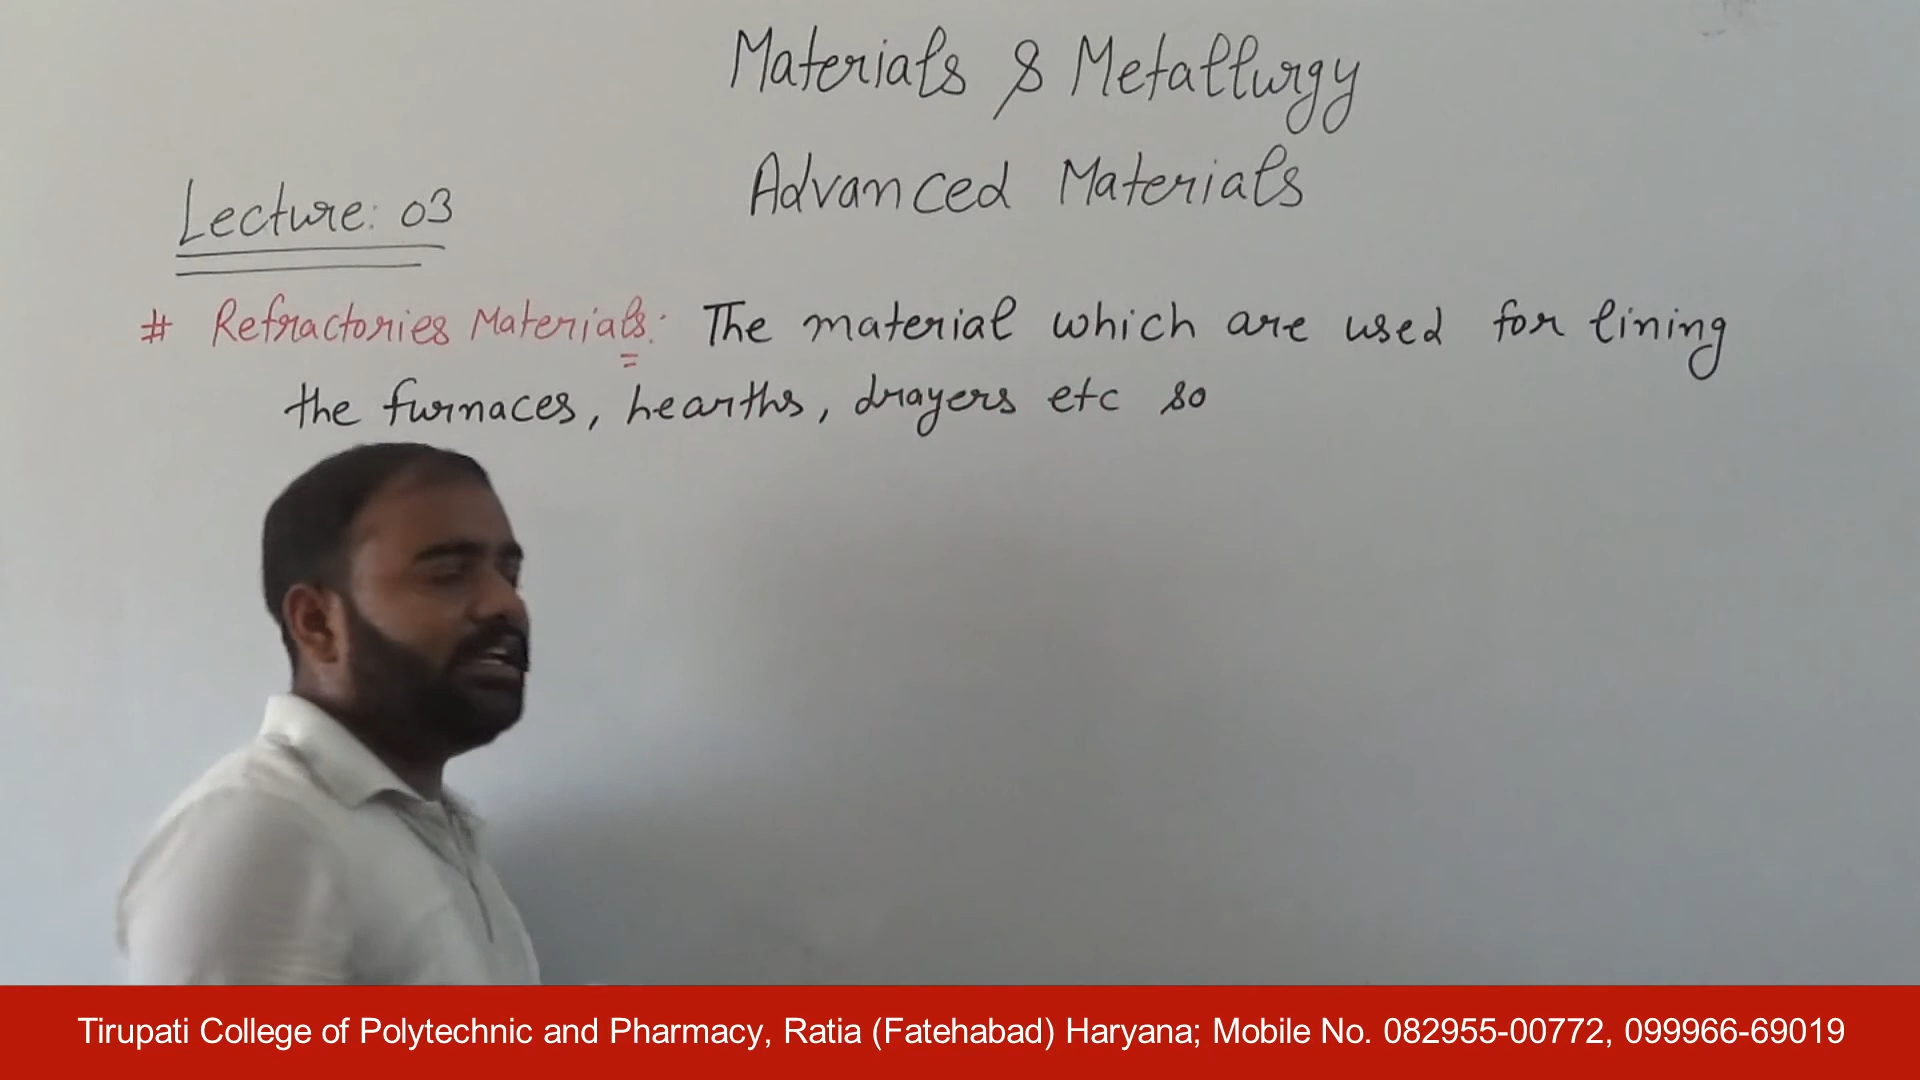 Materials & Metallurgy
Advanced Materials
Lecture: 03
# Refractories Materials: The material which are used for lining
the furnaces, hearths, drayers etc so
Tirupati College of Polytechnic and Pharmacy, Ratia (Fatehabad) Haryana; Mobile No. 082955-00772, 099966-69019